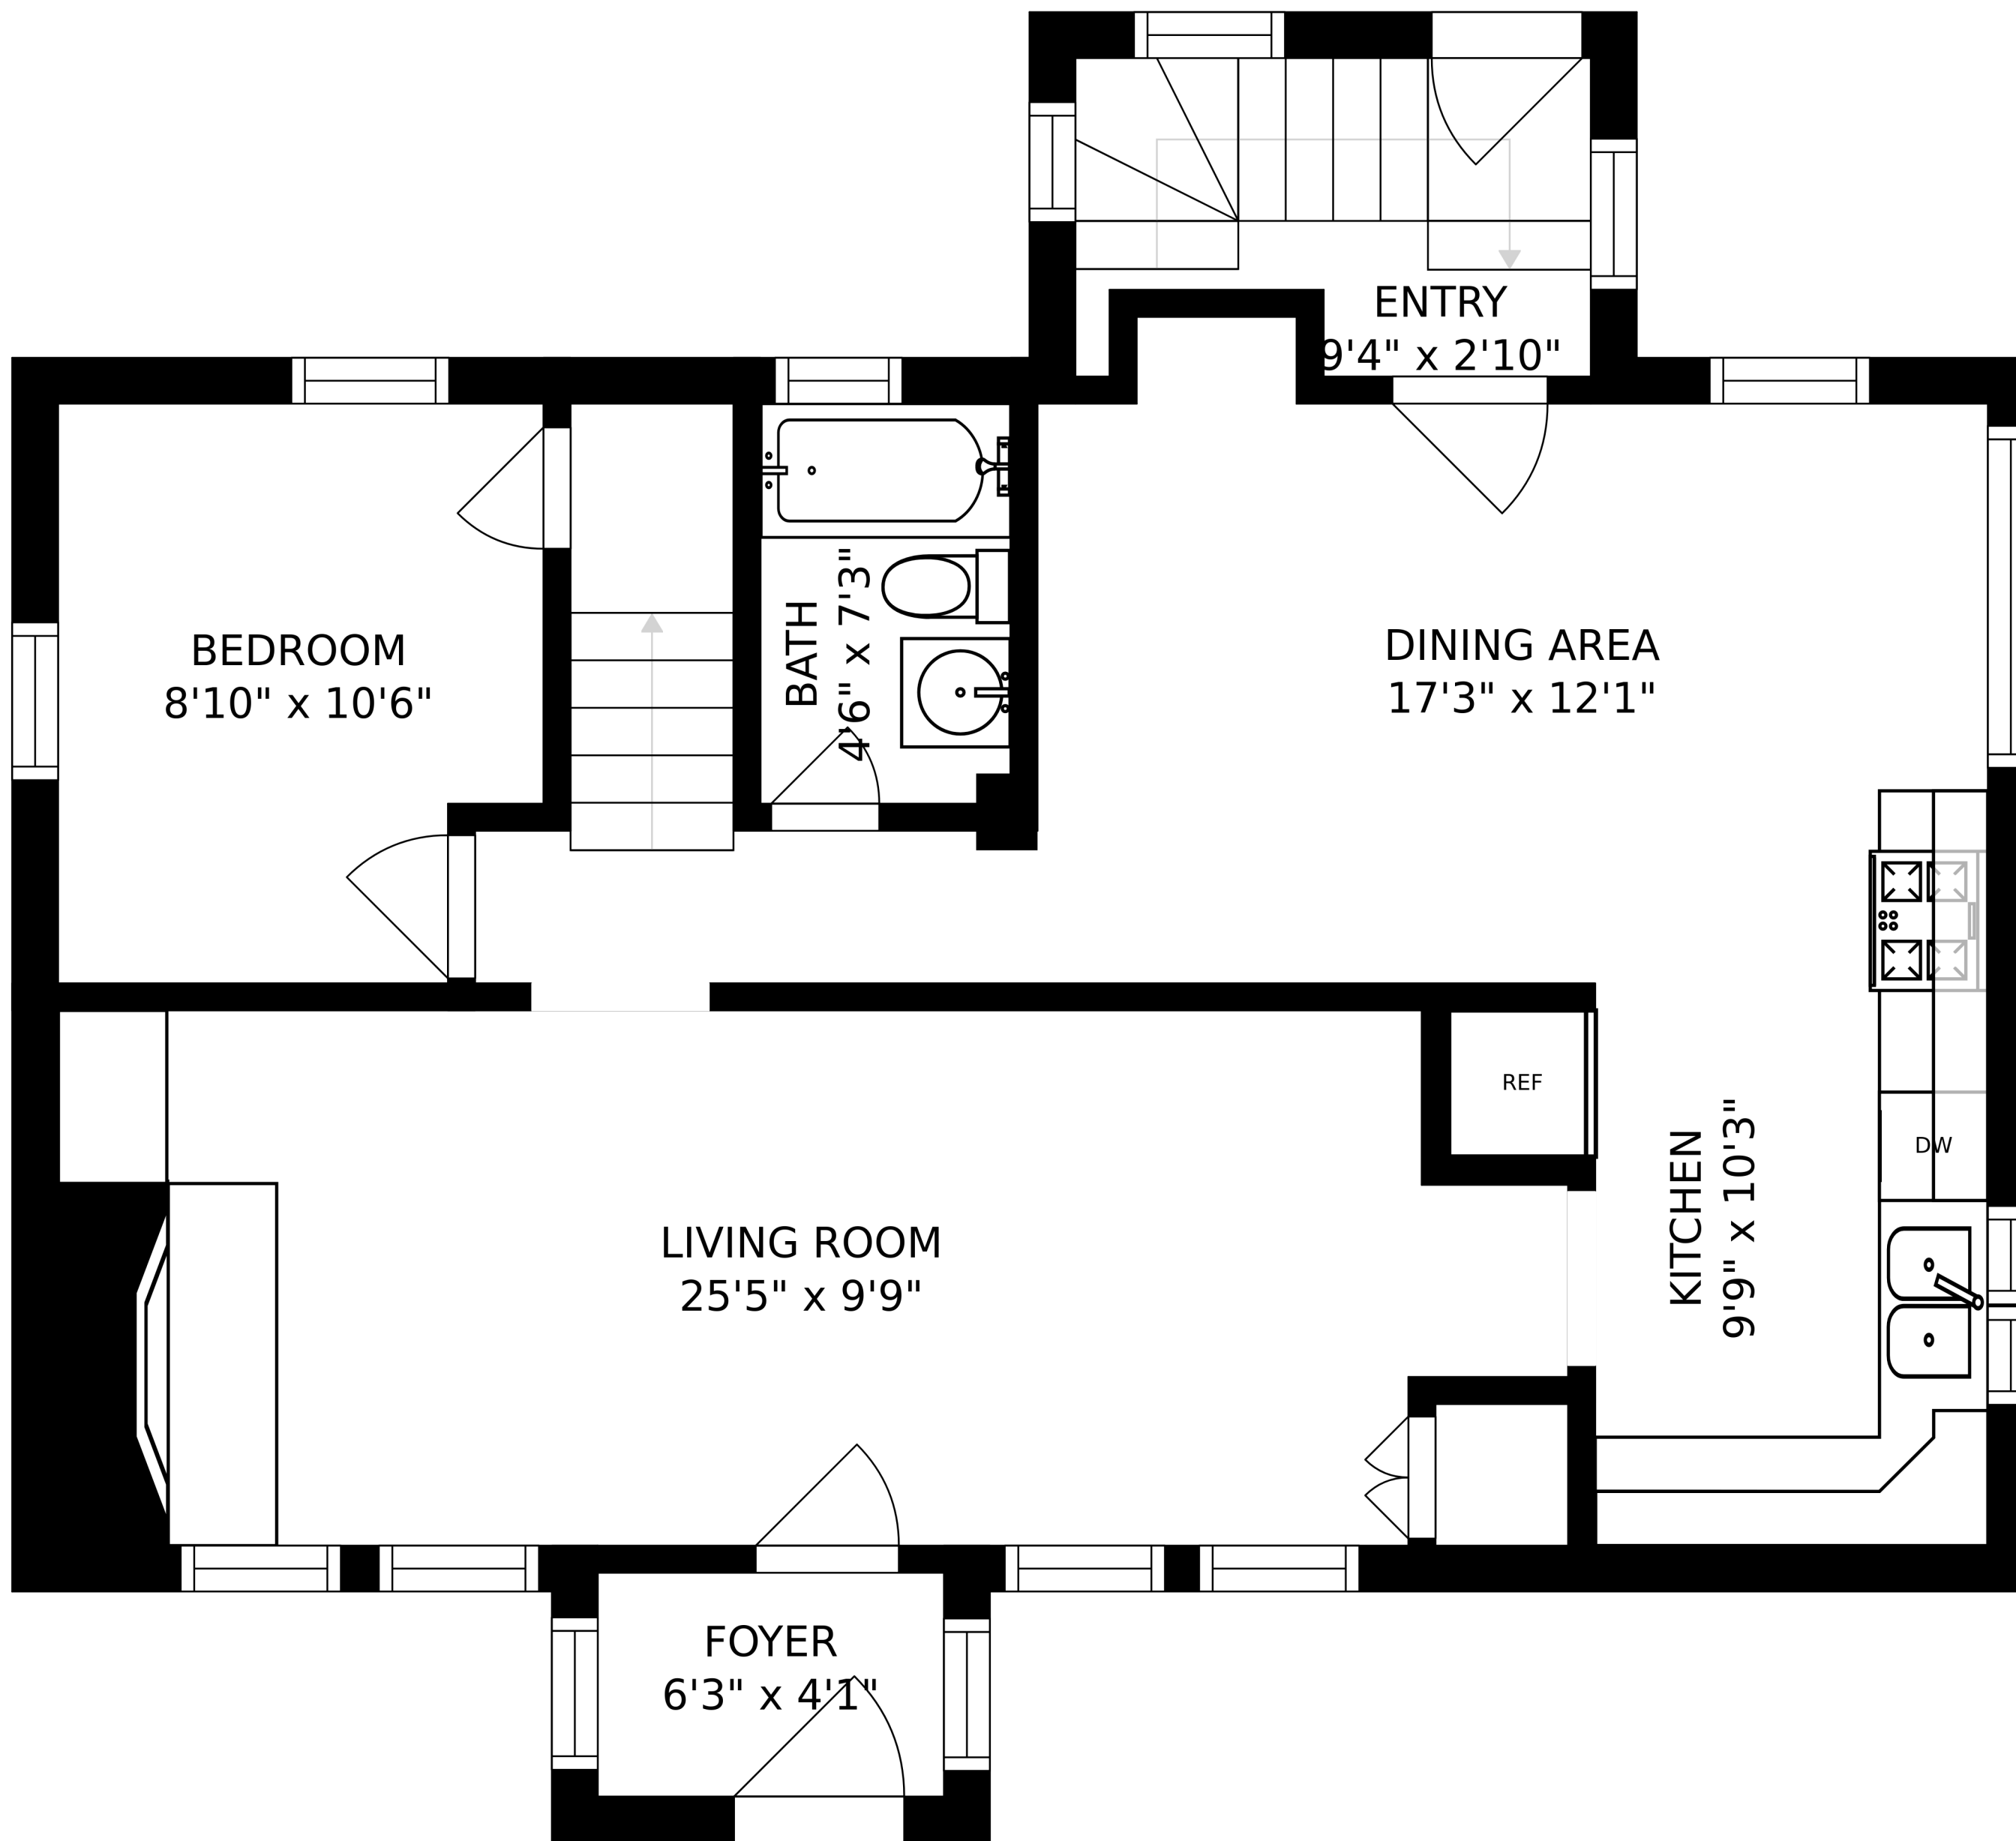 ENTRY
9'4" x 2'10"
BEDROOM
8'10" x 10'6"
BATH
4'6" x 7'3"
DINING AREA
17'3" x 12'1"
REF
DW
KITCHEN
9'9" x 10'3"
LIVING ROOM
25'5" x 9'9"
FOYER
6'3" x 4'1"